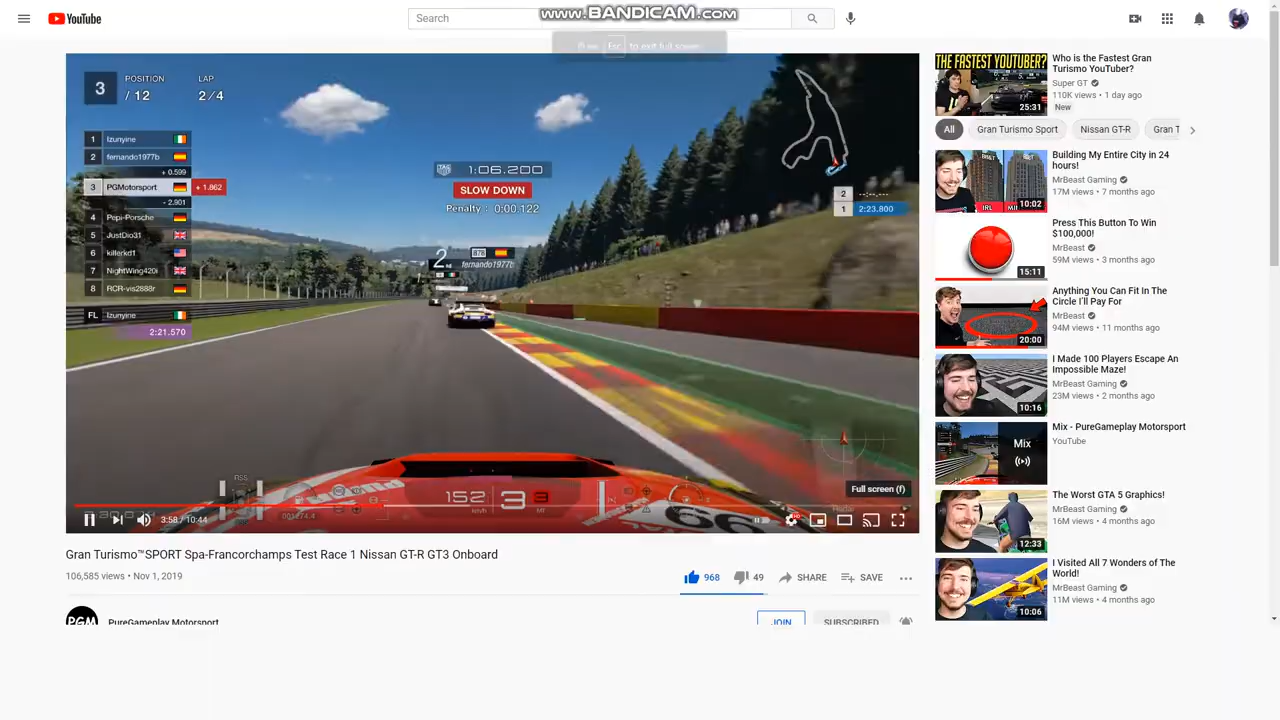 YouTube
Search
www.BANDICAM.com
Esc to exit full screen
3 POSITION / 12 LAP 2/4
1 Izunyine
2 fernando1977b
+ 0.599
3 PGMotorsport + 1.862
- 2.901
4 Pepi-Porsche
5 JustDio31
6 killerkd1
7 NightWing420i
8 RCR-vis2888r
FL Izunyine
2:21.570
1:06.200
SLOW DOWN
Penalty : 0:00.122
2 --:--.---
1 2:23.800
2
fernando1977b
152 3 3
km/h
Full screen (f)
3:58 / 10:44
Gran Turismo™SPORT Spa-Francorchamps Test Race 1 Nissan GT-R GT3 Onboard
106,585 views • Nov 1, 2019
968 49 SHARE SAVE
PGM PureGameplay Motorsport
JOIN SUBSCRIBED
THE FASTEST YOUTUBER?
25:31
Who is the Fastest Gran
Turismo YouTuber?
Super GT
110K views • 1 day ago
New
All Gran Turismo Sport Nissan GT-R Gran T
10:02
Building My Entire City in 24
hours!
MrBeast Gaming
17M views • 7 months ago
15:11
Press This Button To Win
$100,000!
MrBeast
59M views • 3 months ago
20:00
Anything You Can Fit In The
Circle I'll Pay For
MrBeast
94M views • 11 months ago
10:16
I Made 100 Players Escape An
Impossible Maze!
MrBeast Gaming
23M views • 2 months ago
Mix
Mix - PureGameplay Motorsport
YouTube
12:33
The Worst GTA 5 Graphics!
MrBeast Gaming
16M views • 4 months ago
10:06
I Visited All 7 Wonders of The
World!
MrBeast Gaming
11M views • 4 months ago